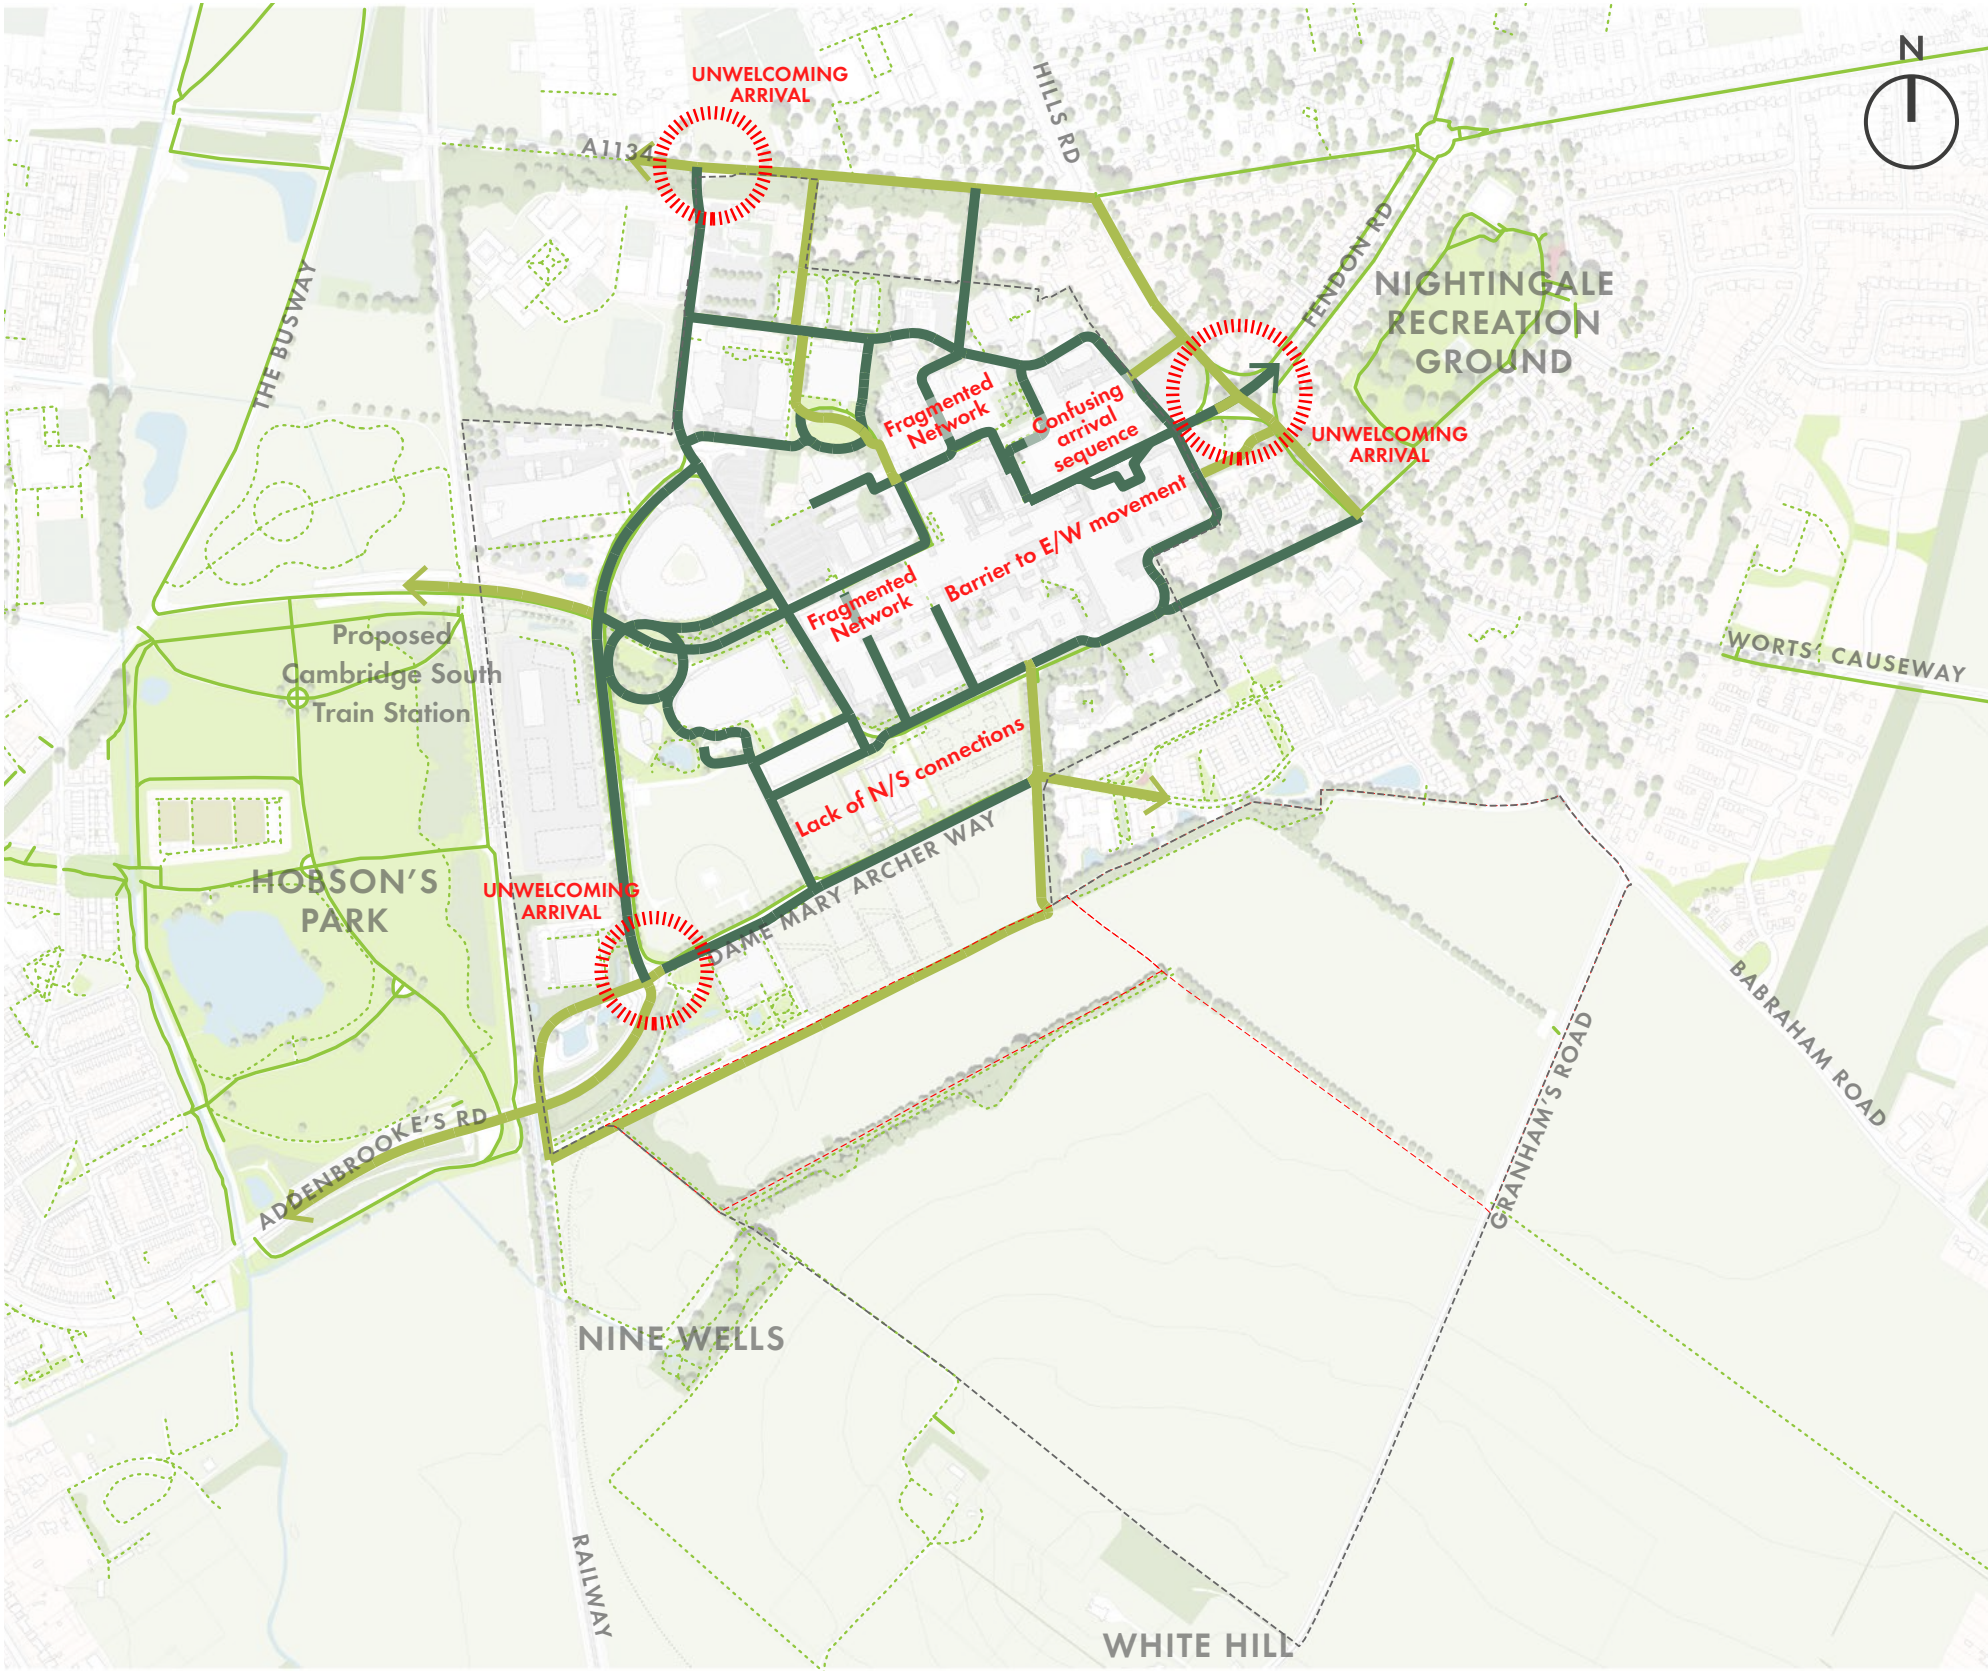 N
UNWELCOMING
ARRIVAL
HILLS RD
A1134
FENDON RD
THE BUSWAY
NIGHTINGALE
RECREATION
GROUND
Fragmented
Network
Confusing
arrival
sequence
UNWELCOMING
ARRIVAL
Barrier to E/W movement
Fragmented
Network
Proposed
Cambridge South
Train Station
WORTS' CAUSEWAY
Lack of N/S connections
DAME MARY ARCHER WAY
HOBSON'S
PARK
UNWELCOMING
ARRIVAL
BABRAHAM ROAD
GRANHAM'S ROAD
ADDENBROOKE'S RD
NINE WELLS
RAILWAY
WHITE HILL